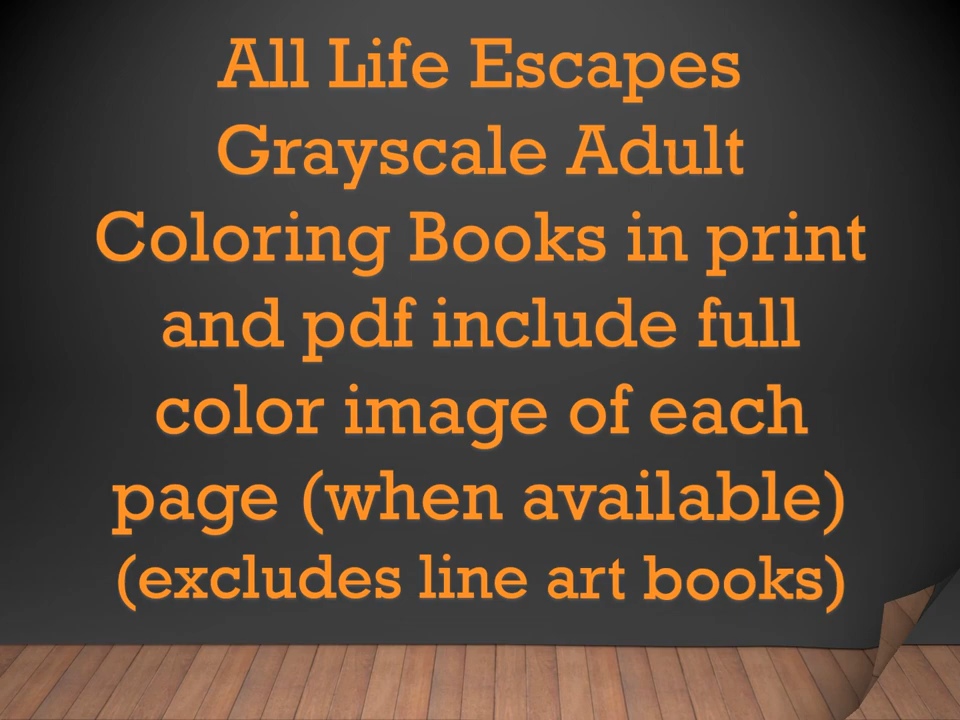 All Life Escapes
Grayscale Adult
Coloring Books in print
and pdf include full
color image of each
page (when available)
(excludes line art books)